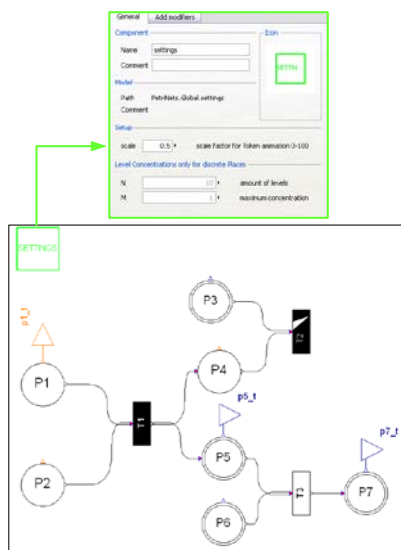 General Add modifiers
Component
Icon
Name settings
Comment
SETTIN
Model
Path PetriNets.Global.settings
Comment
Setup
scale 0.5 scale factor for Token animation 0-100
Level Concentrations only for discrete Places
N 10 amount of levels
M 1 maximum concentration
SETTINGS
P3
p1_t
T2
P1
P4
p5_t
T1
p7_t
P5
P2
T3
P7
P6